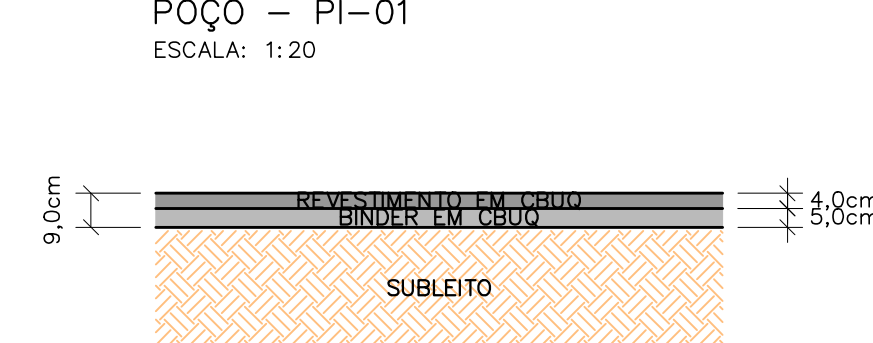 POÇO - PI-01
ESCALA: 1:20
9,0cm
REVESTIMENTO EM CBUQ
4,0cm
BINDER EM CBUQ
5,0cm
SUBLEITO